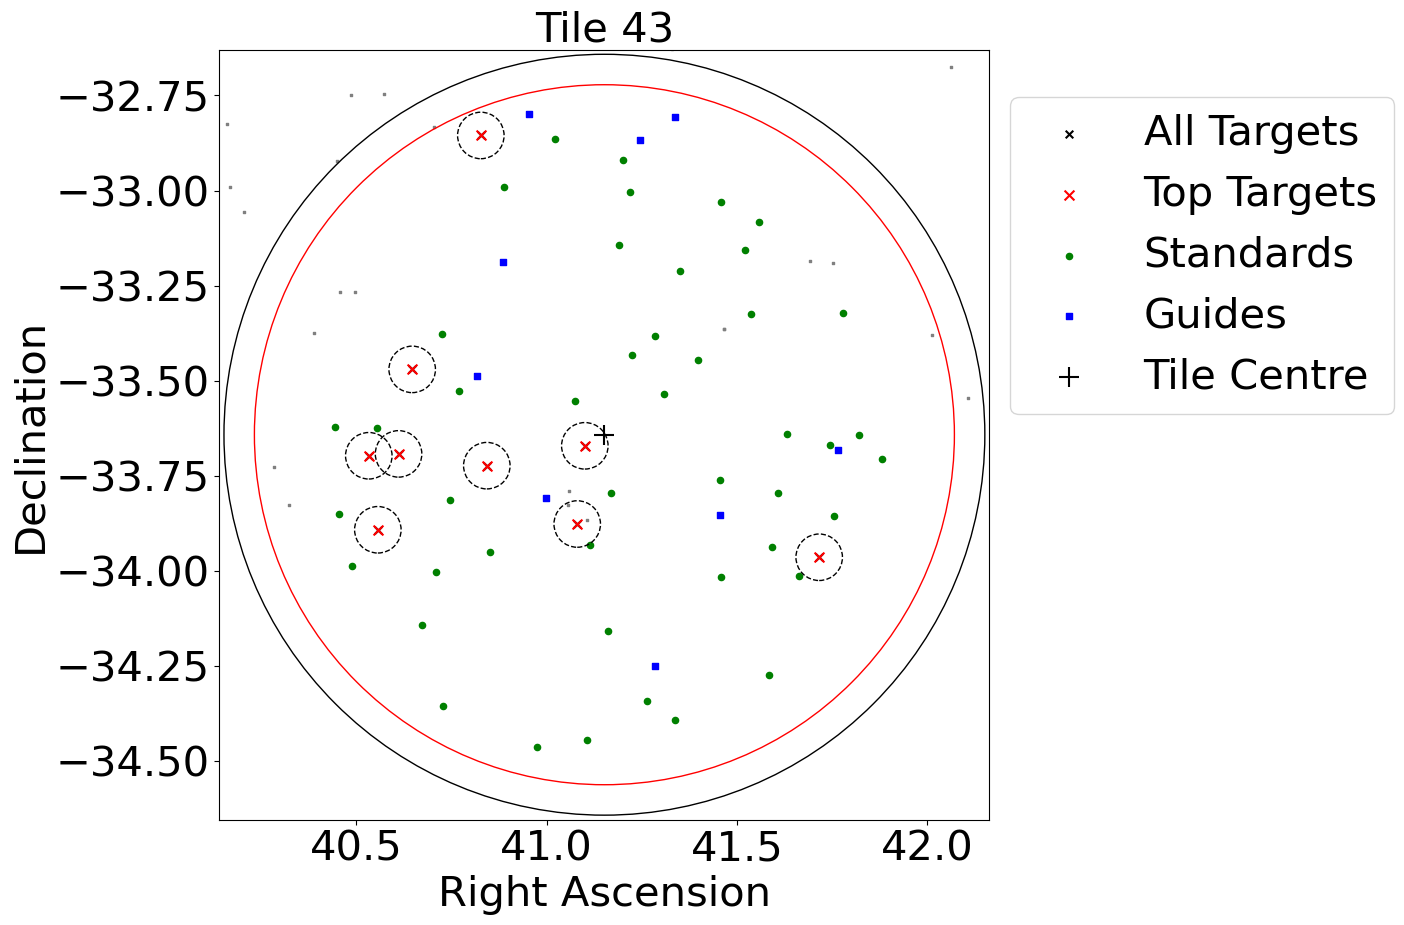 Tile 43
−32.75
−33.00
−33.25
−33.50
−33.75
−34.00
−34.25
−34.50
Declination
40.5 41.0 41.5 42.0
Right Ascension
All Targets
Top Targets
Standards
Guides
Tile Centre